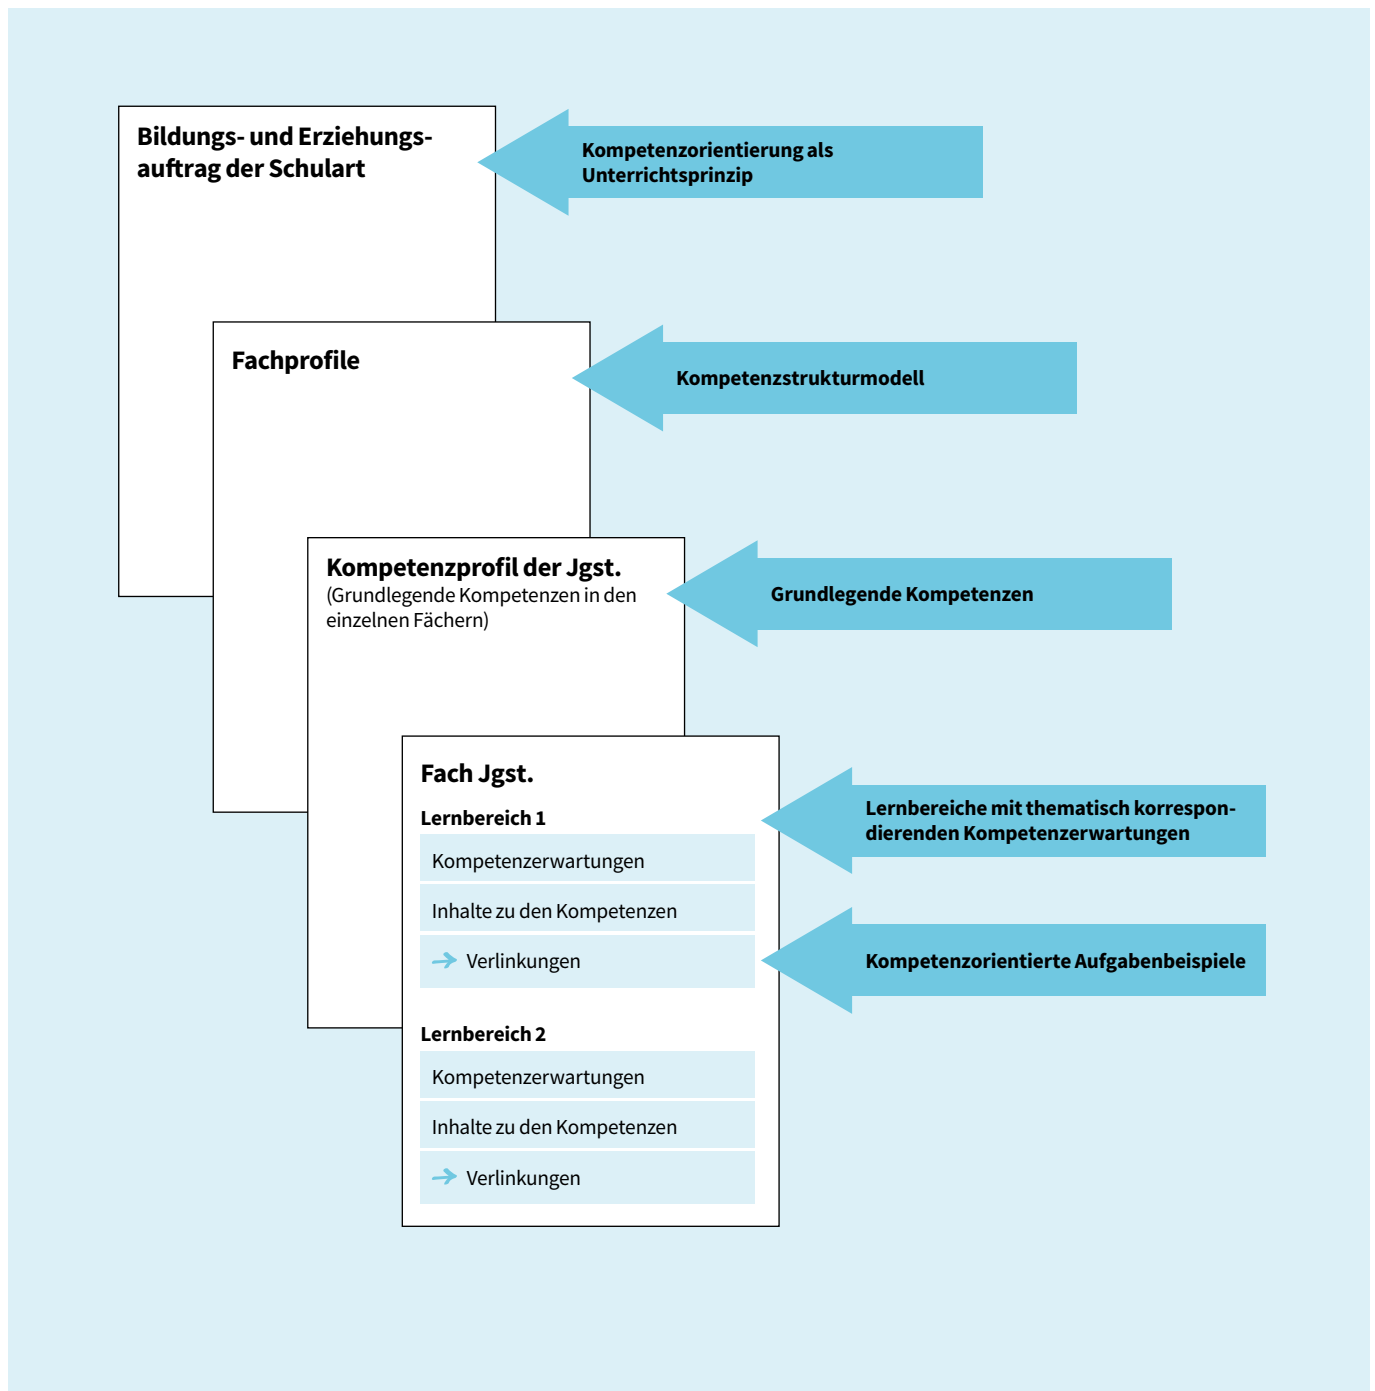 Bildungs- und Erziehungs-
auftrag der Schulart
Kompetenzorientierung als
Unterrichtsprinzip
Fachprofile
Kompetenzstrukturmodell
Kompetenzprofil der Jgst.
(Grundlegende Kompetenzen in den
einzelnen Fächern)
Grundlegende Kompetenzen
Fach Jgst.
Lernbereich 1
Kompetenzerwartungen
Inhalte zu den Kompetenzen
Verlinkungen
Lernbereiche mit thematisch korrespon-
dierenden Kompetenzerwartungen
Kompetenzorientierte Aufgabenbeispiele
Lernbereich 2
Kompetenzerwartungen
Inhalte zu den Kompetenzen
Verlinkungen